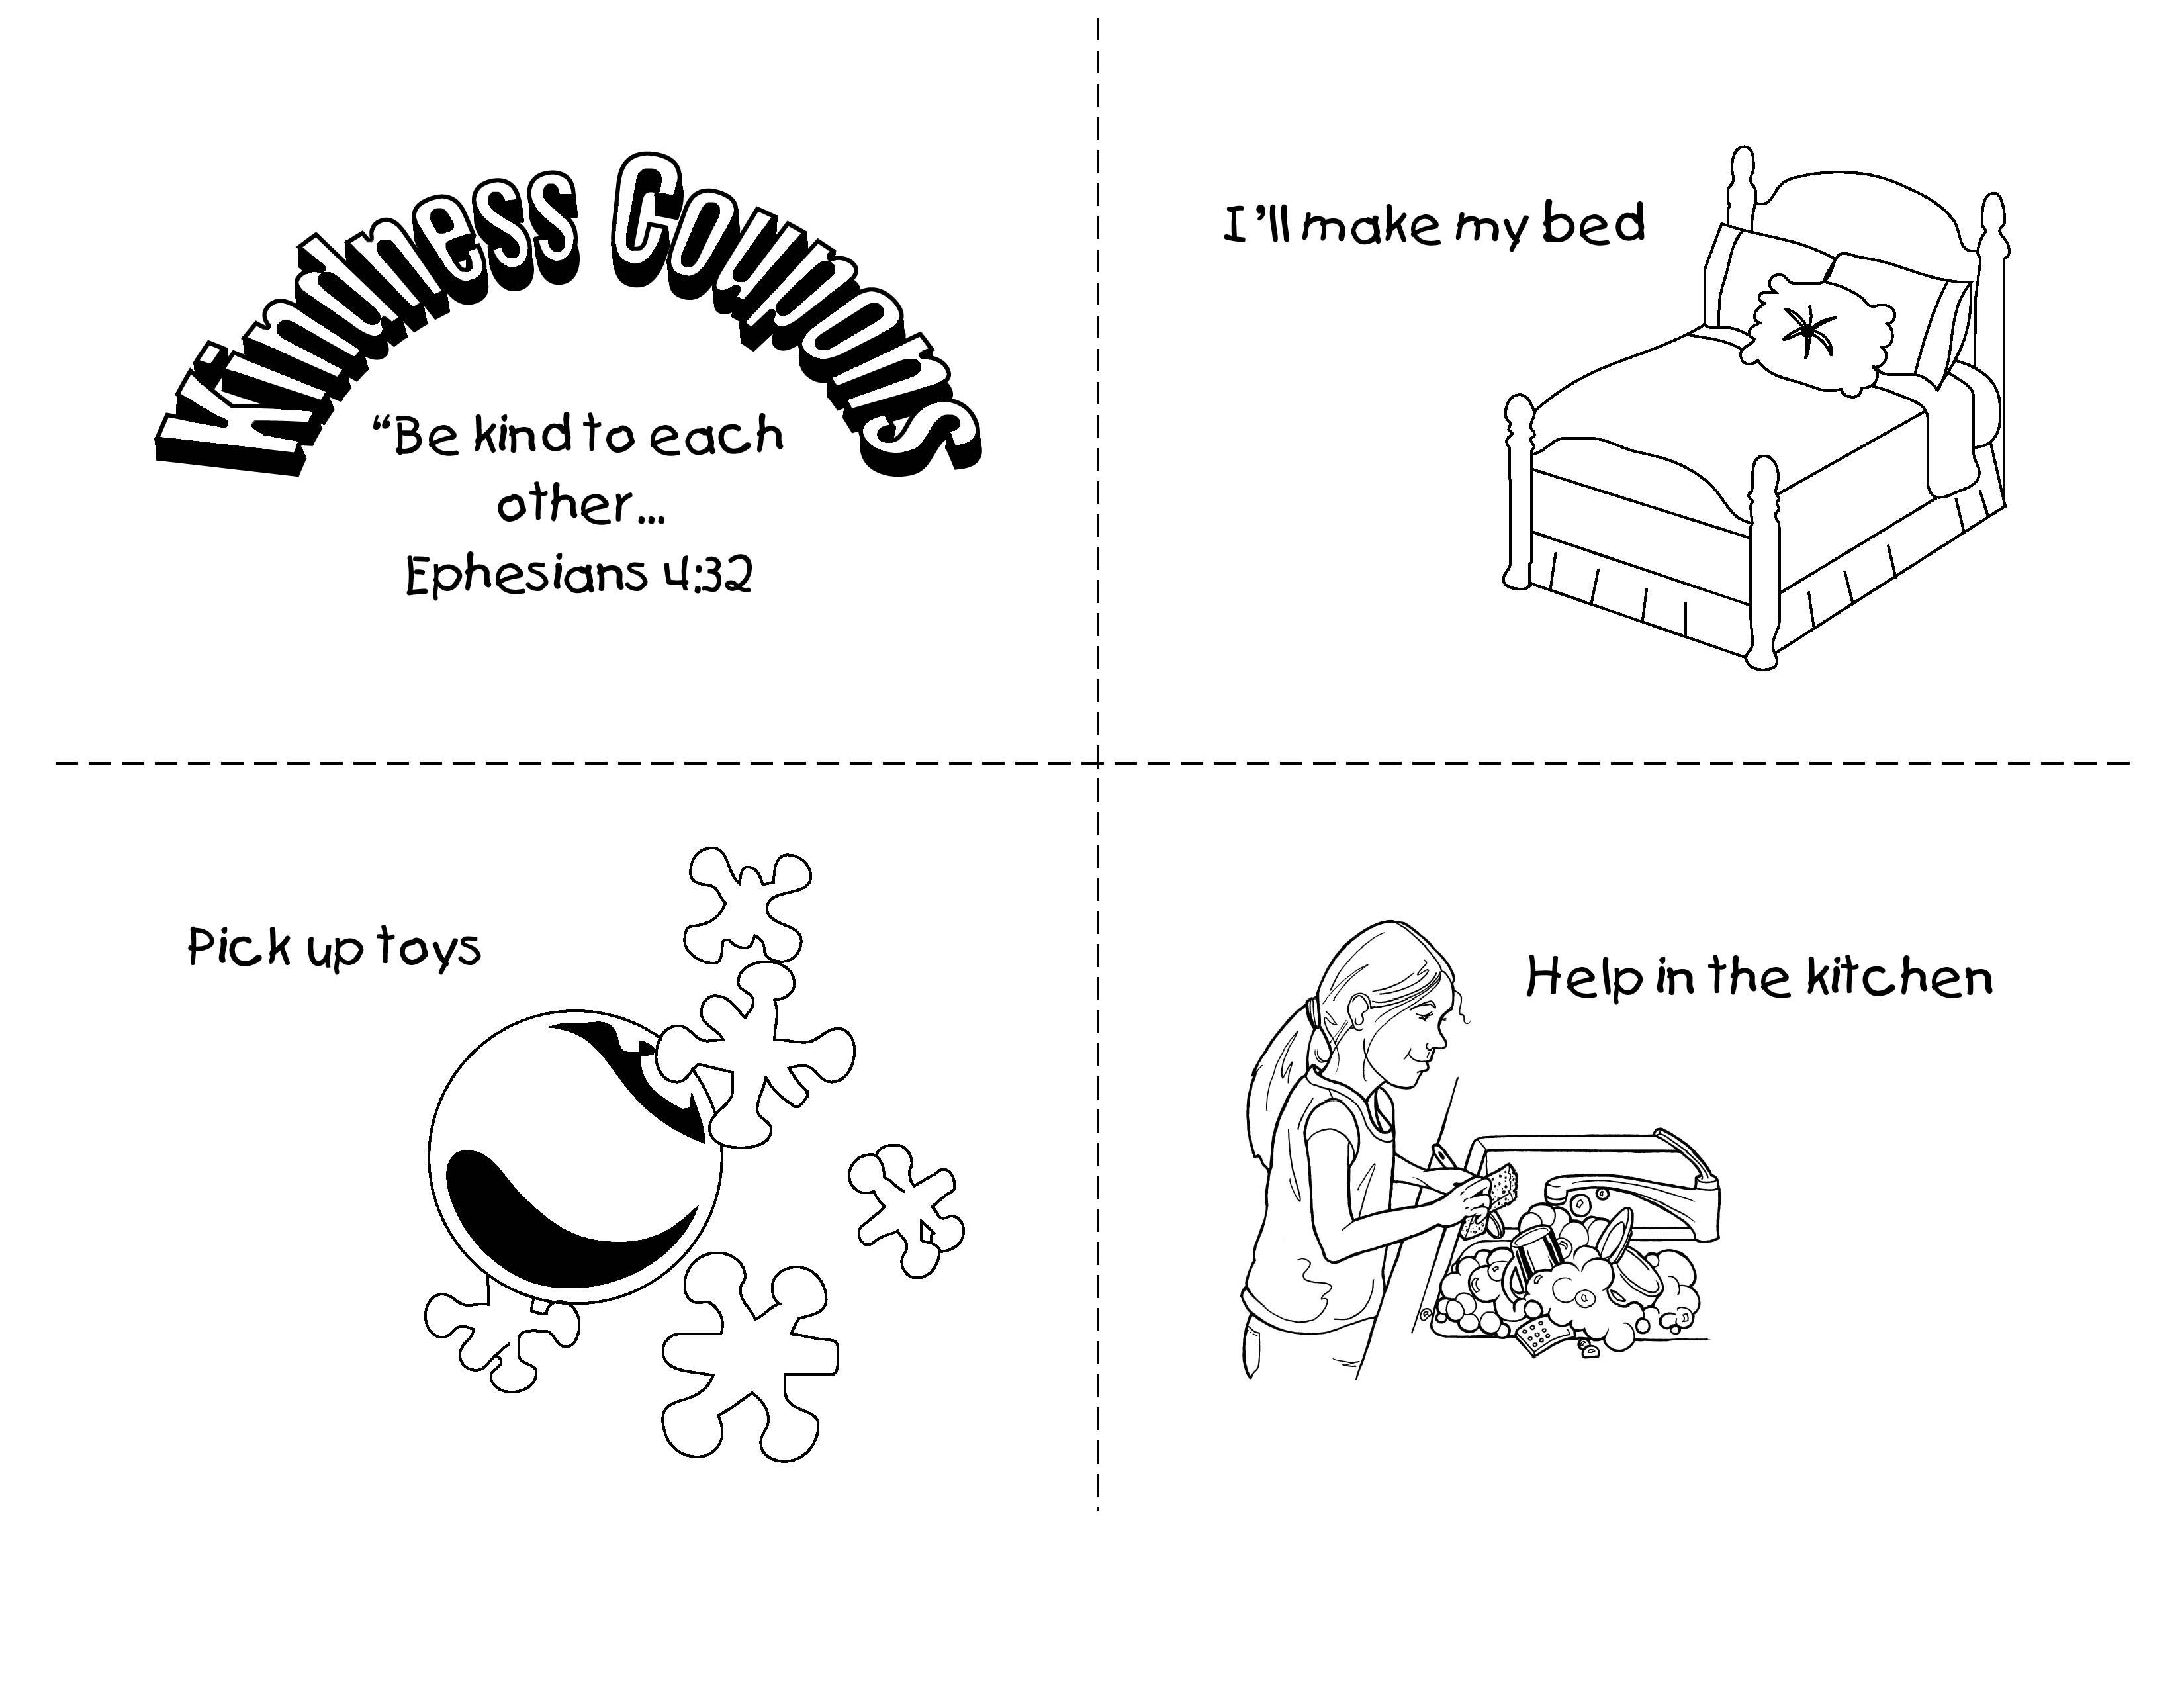 Kindness Coupons
“Be kind to each
other...
Ephesians 4:32
I’ll make my bed
Pick up toys
Help in the kitchen